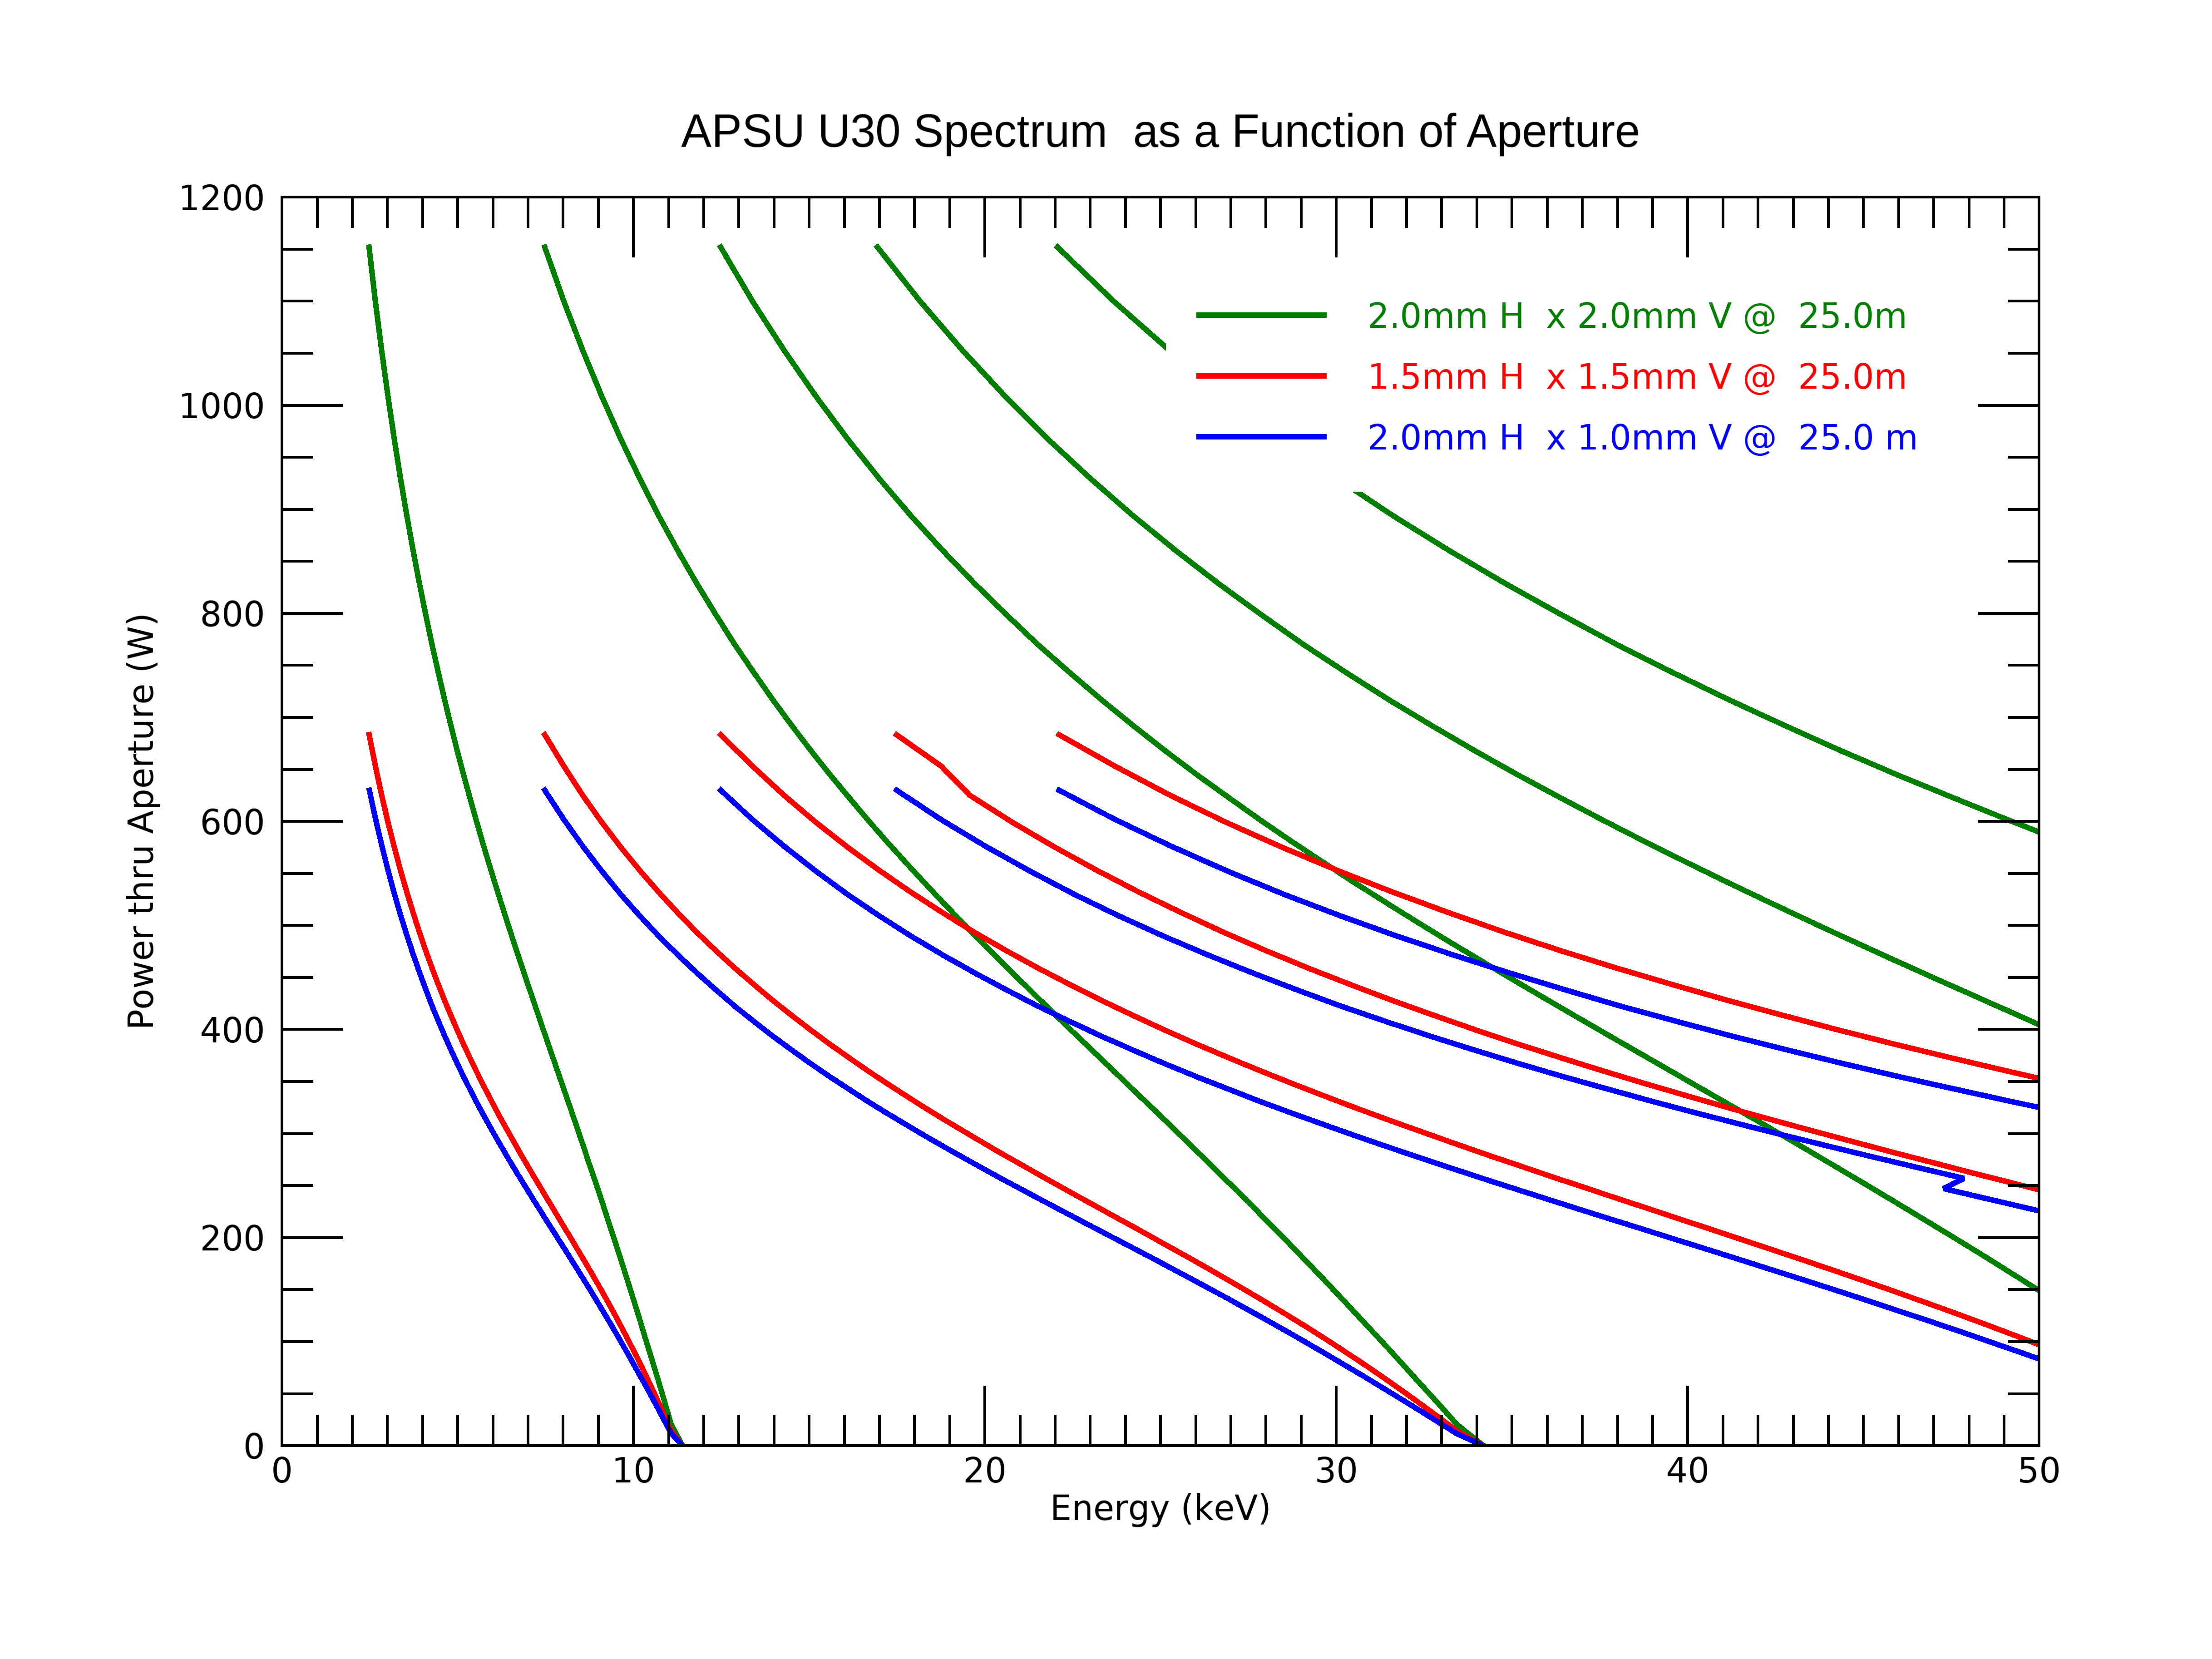 APSU U30 Spectrum  as a Function of Aperture
1200
1000
800
600
400
200
0
Power thru Aperture (W)
2.0mm H  x 2.0mm V @  25.0m
1.5mm H  x 1.5mm V @  25.0m
2.0mm H  x 1.0mm V @  25.0 m
0 10 20 30 40 50
Energy (keV)